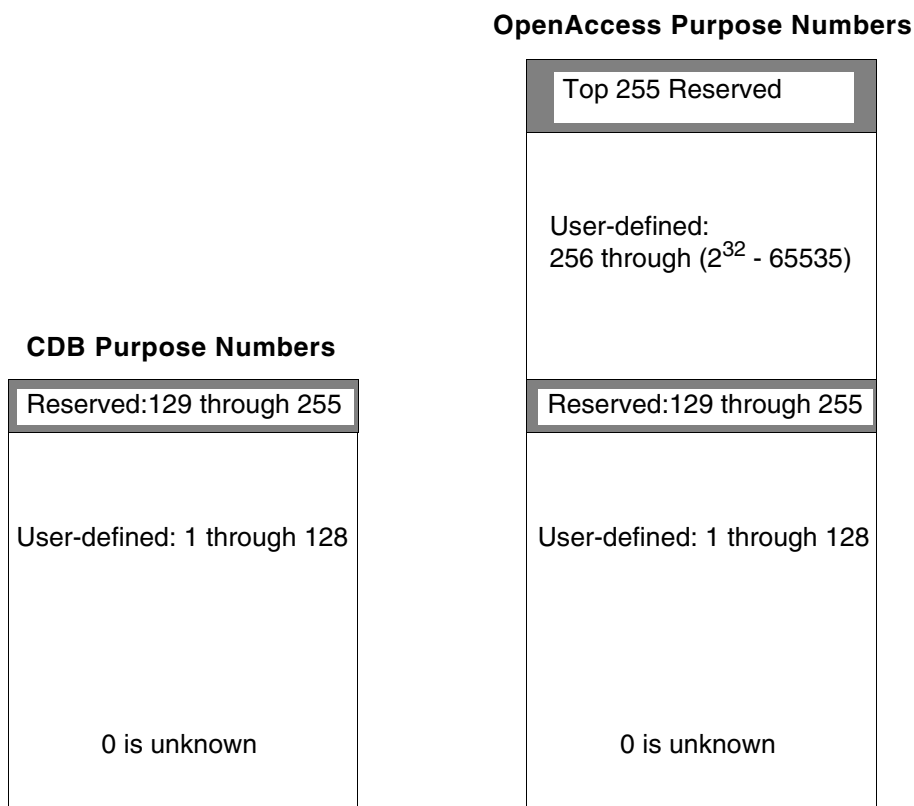 OpenAccess Purpose Numbers
Top 255 Reserved
User-defined:
256 through (2^32 - 65535)
CDB Purpose Numbers
Reserved:129 through 255
User-defined: 1 through 128
0 is unknown
Reserved:129 through 255
User-defined: 1 through 128
0 is unknown